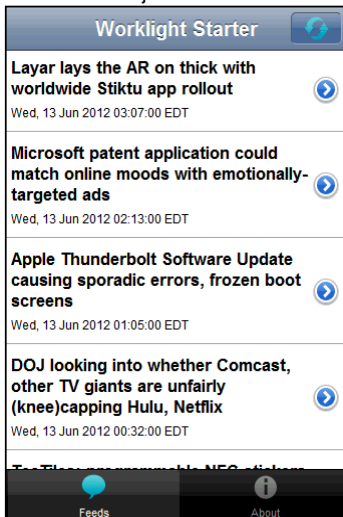 Worklight Starter
Layar lays the AR on thick with
worldwide Stiktu app rollout
Wed, 13 Jun 2012 03:07:00 EDT
Microsoft patent application could
match online moods with emotionally-
targeted ads
Wed, 13 Jun 2012 02:13:00 EDT
Apple Thunderbolt Software Update
causing sporadic errors, frozen boot
screens
Wed, 13 Jun 2012 01:05:00 EDT
DOJ looking into whether Comcast,
other TV giants are unfairly
(knee)capping Hulu, Netflix
Wed, 13 Jun 2012 00:32:00 EDT
TecTiles: programmable NFC stickers
Feeds
About